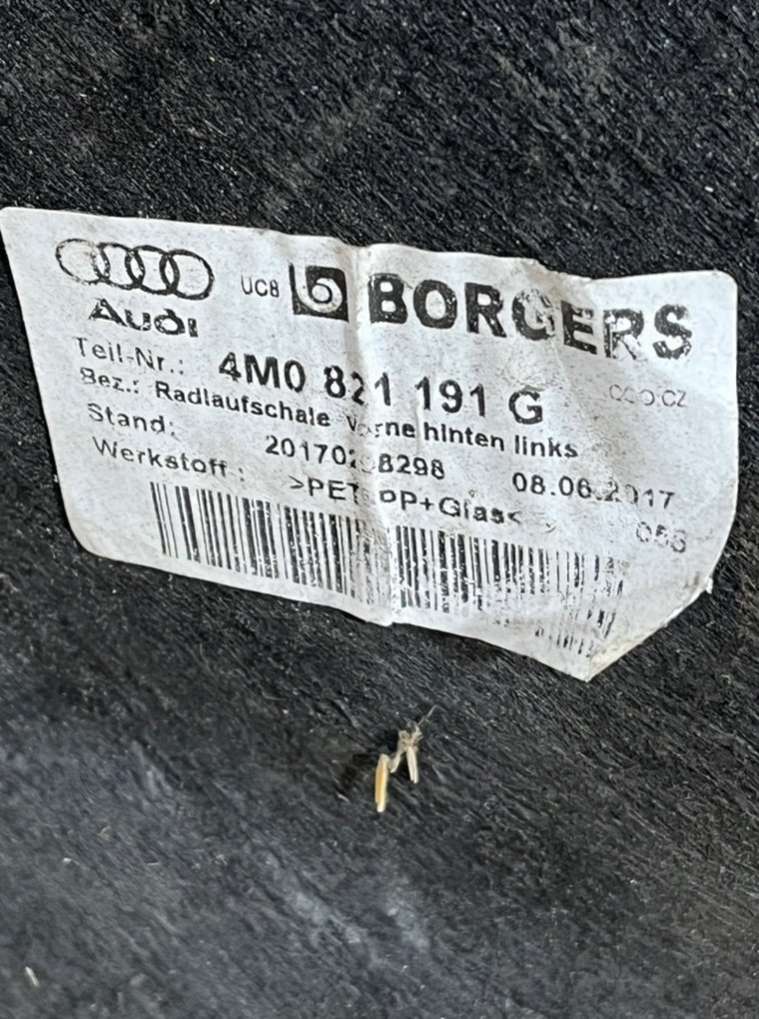 UCB BORGERS
Audi
Teil-Nr.: 4M0 821 191 G
Bez.: Radlaufschale vorne hinten links
Stand: 08.06.2017
Werkstoff: >PET+PP+Glas<